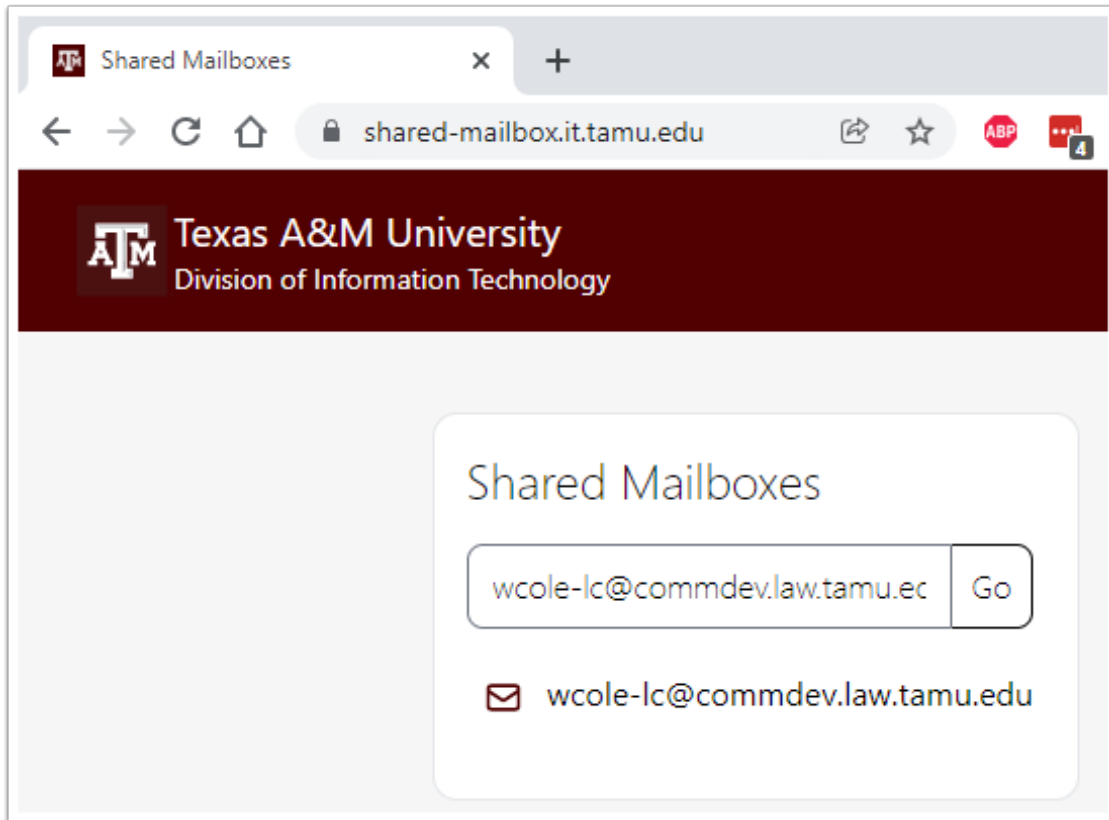 Shared Mailboxes
shared-mailbox.it.tamu.edu
ABP
4
Texas A&M University
Division of Information Technology
Shared Mailboxes
wcole-lc@commdev.law.tamu.ec
Go
wcole-lc@commdev.law.tamu.edu